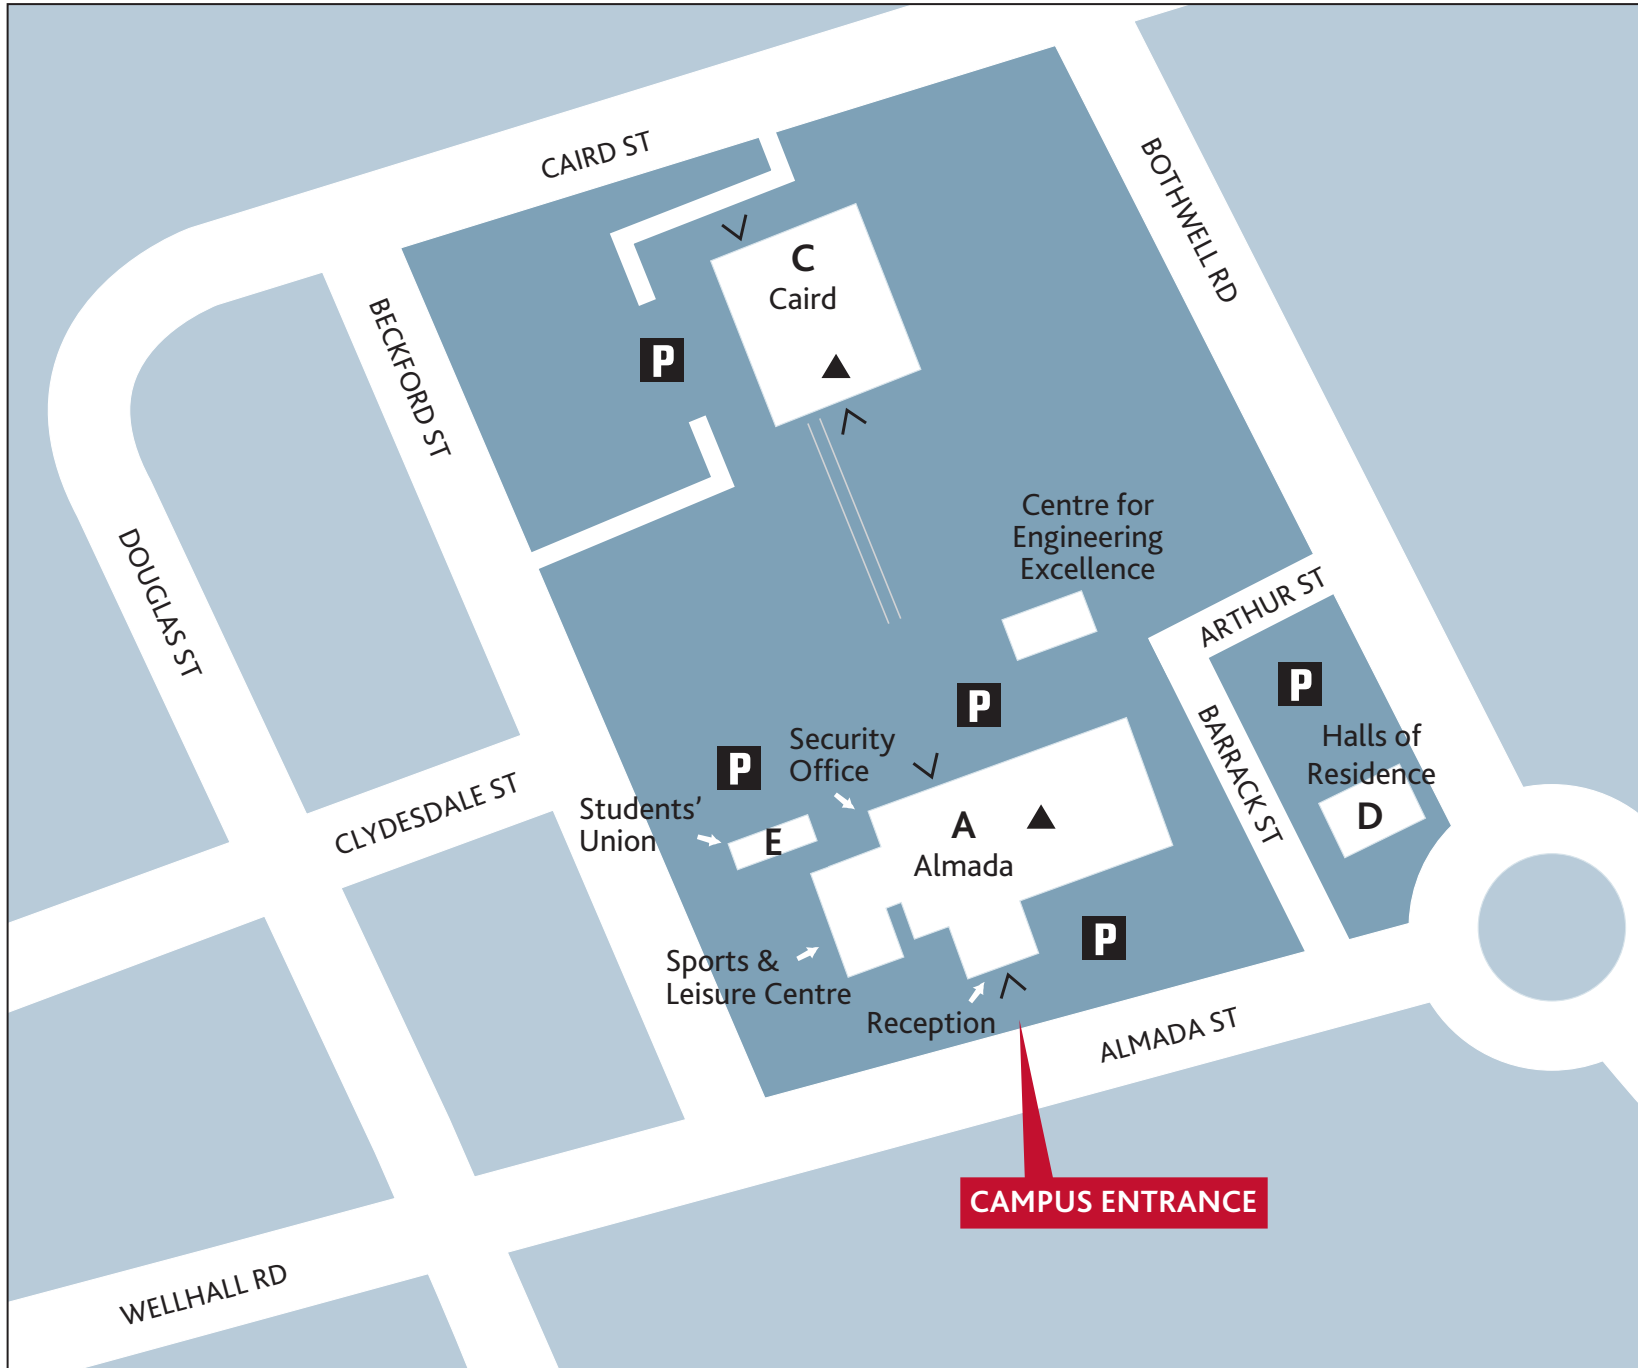 CAIRD ST
BOTHWELL RD
C
Caird
BECKFORD ST
P
Centre for
Engineering
Excellence
DOUGLAS ST
ARTHUR ST
P
P
BARRACK ST
Halls of
Residence
D
Security
Office
P
Students’
Union
E
A
Almada
CLYDESDALE ST
P
Sports &
Leisure Centre
Reception
ALMADA ST
CAMPUS ENTRANCE
WELLHALL RD